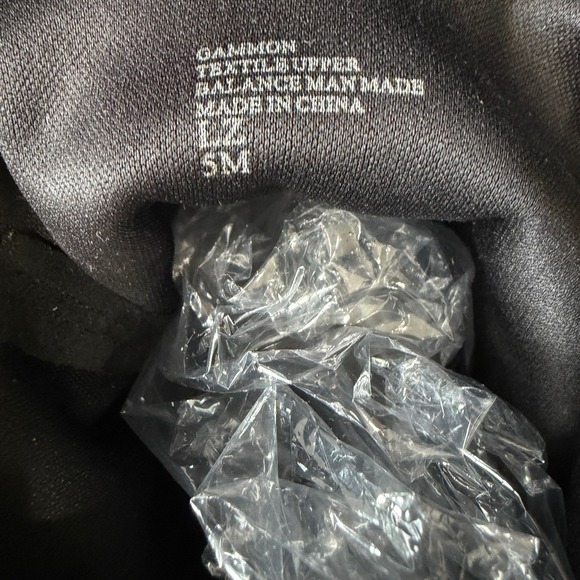 GAMMON
TEXTILE UPPER
BALANCE MAN MADE
MADE IN CHINA
LZ
5M